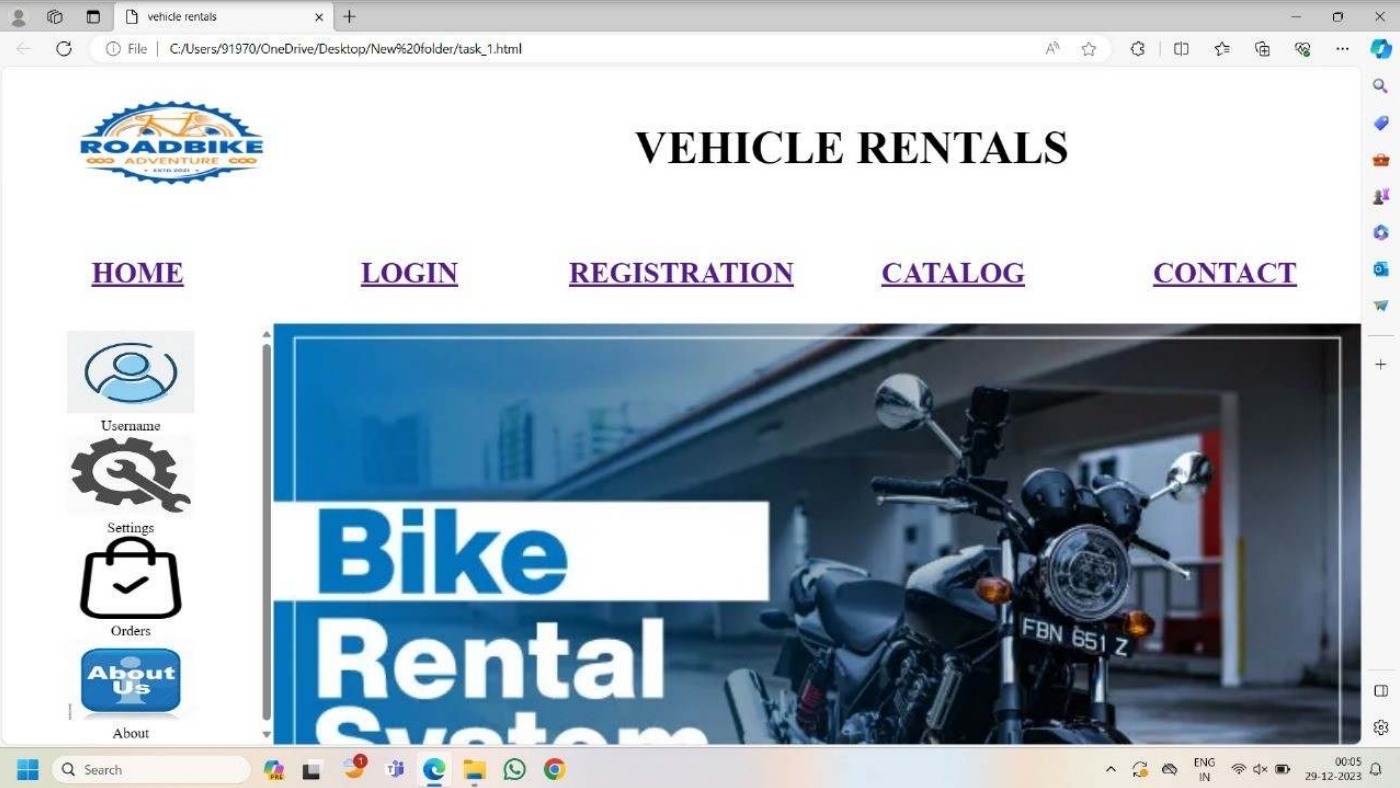 vehicle rentals
File C:/Users/91970/OneDrive/Desktop/New%20folder/task_1.html
ROADBIKE
ADVENTURE
ESTD 2021
VEHICLE RENTALS
HOME LOGIN REGISTRATION CATALOG CONTACT
Username
Settings
Orders
About Us
About
Bike
Rental
System
FBN 651 Z
Search
PRE
1
ENG
IN
00:05
29-12-2023